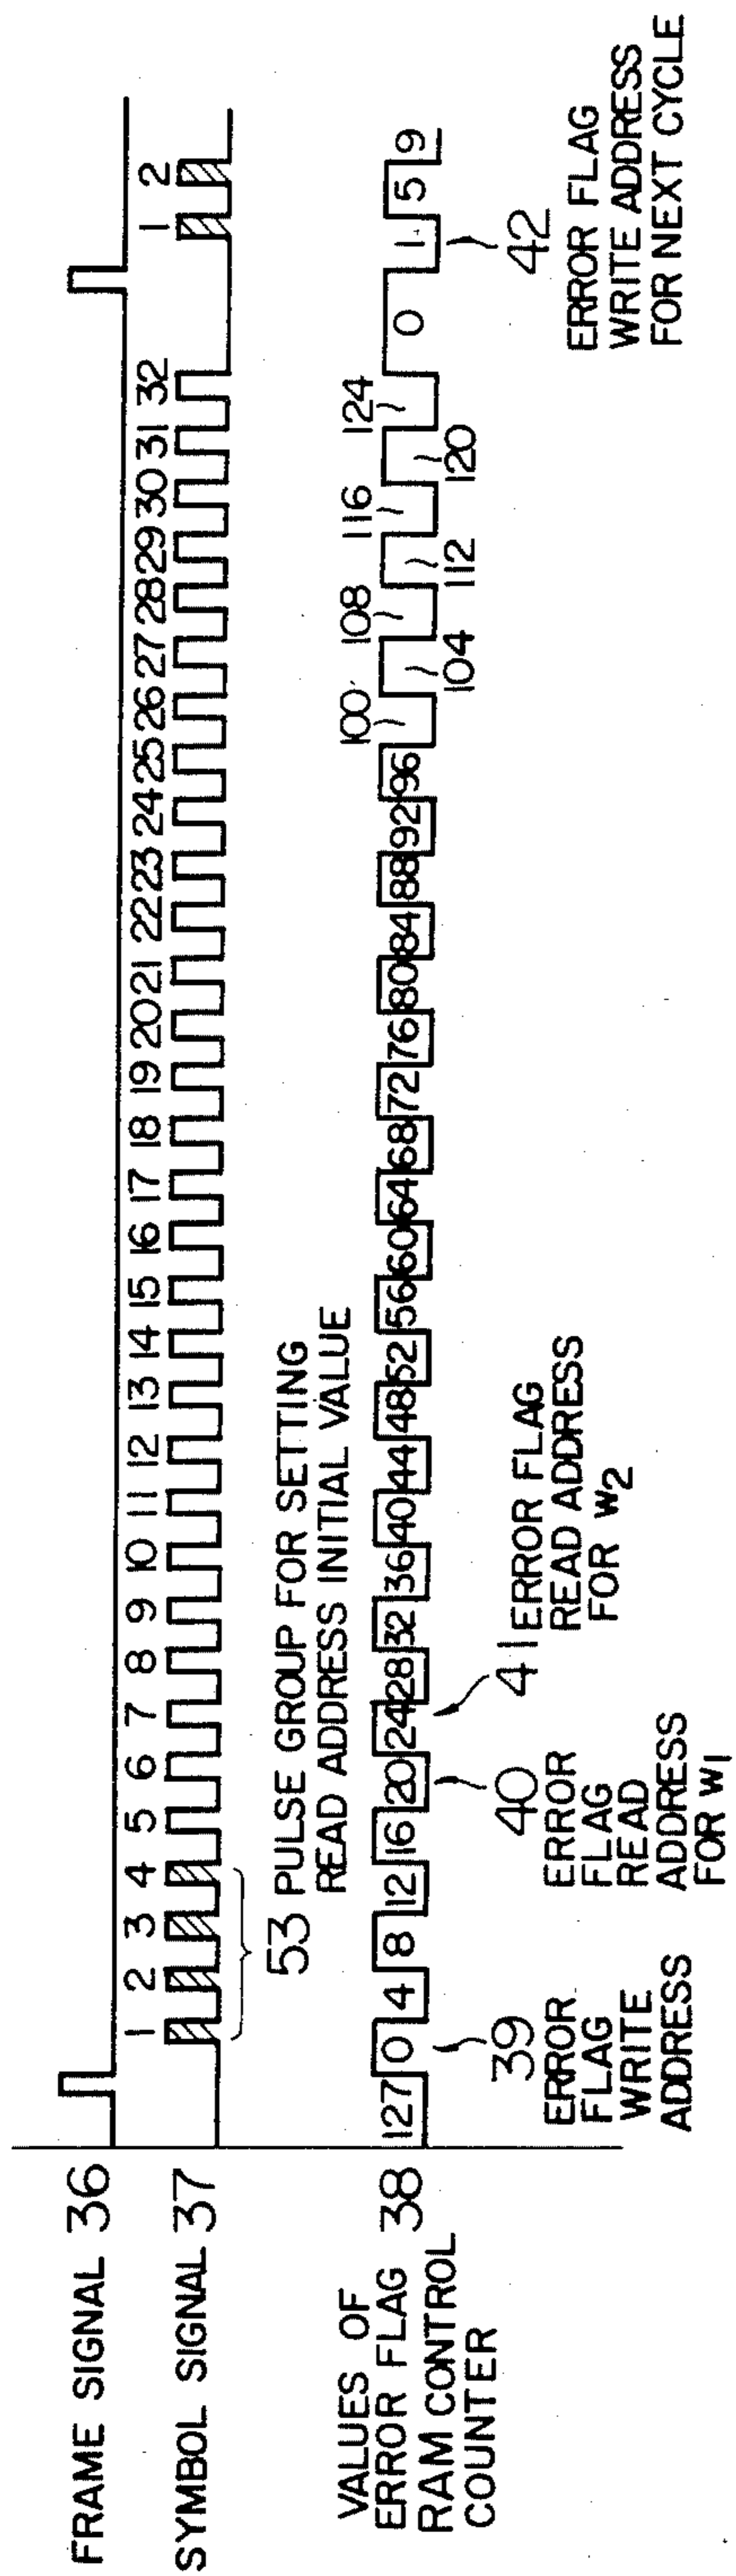 FRAME SIGNAL 36
SYMBOL SIGNAL 37
1 2 3 4 5 6 7 8 9 10 11 12 13 14 15 16 17 18 19 20 21 22 23 24 25 26 27 28 29 30 31 32 1 2
53 PULSE GROUP FOR SETTING
READ ADDRESS INITIAL VALUE
VALUES OF
ERROR FLAG 38
RAM CONTROL
COUNTER
127 0 4 8 12 16 20 24 28 32 36 40 44 48 52 56 60 64 68 72 76 80 84 88 92 96 100 104 108 112 116 120 124 0 1 5 9
39
ERROR
FLAG
WRITE
ADDRESS
40
ERROR
FLAG
READ
ADDRESS
FOR W1
41 ERROR FLAG
READ ADDRESS
FOR W2
42
ERROR FLAG
WRITE ADDRESS
FOR NEXT CYCLE